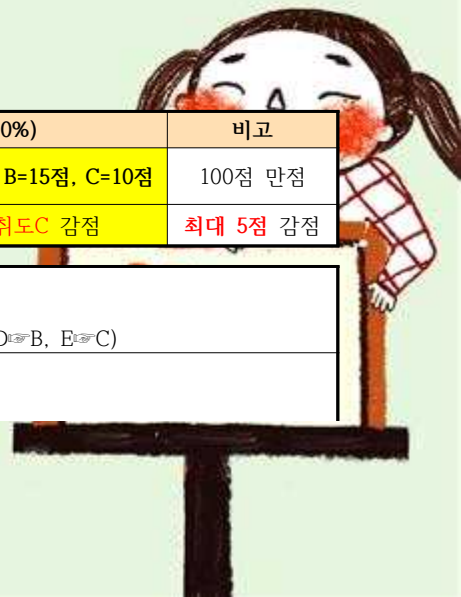 0%) 비고
B=15점, C=10점 100점 만점
취도C 감점 최대 5점 감점
☞B, E☞C)